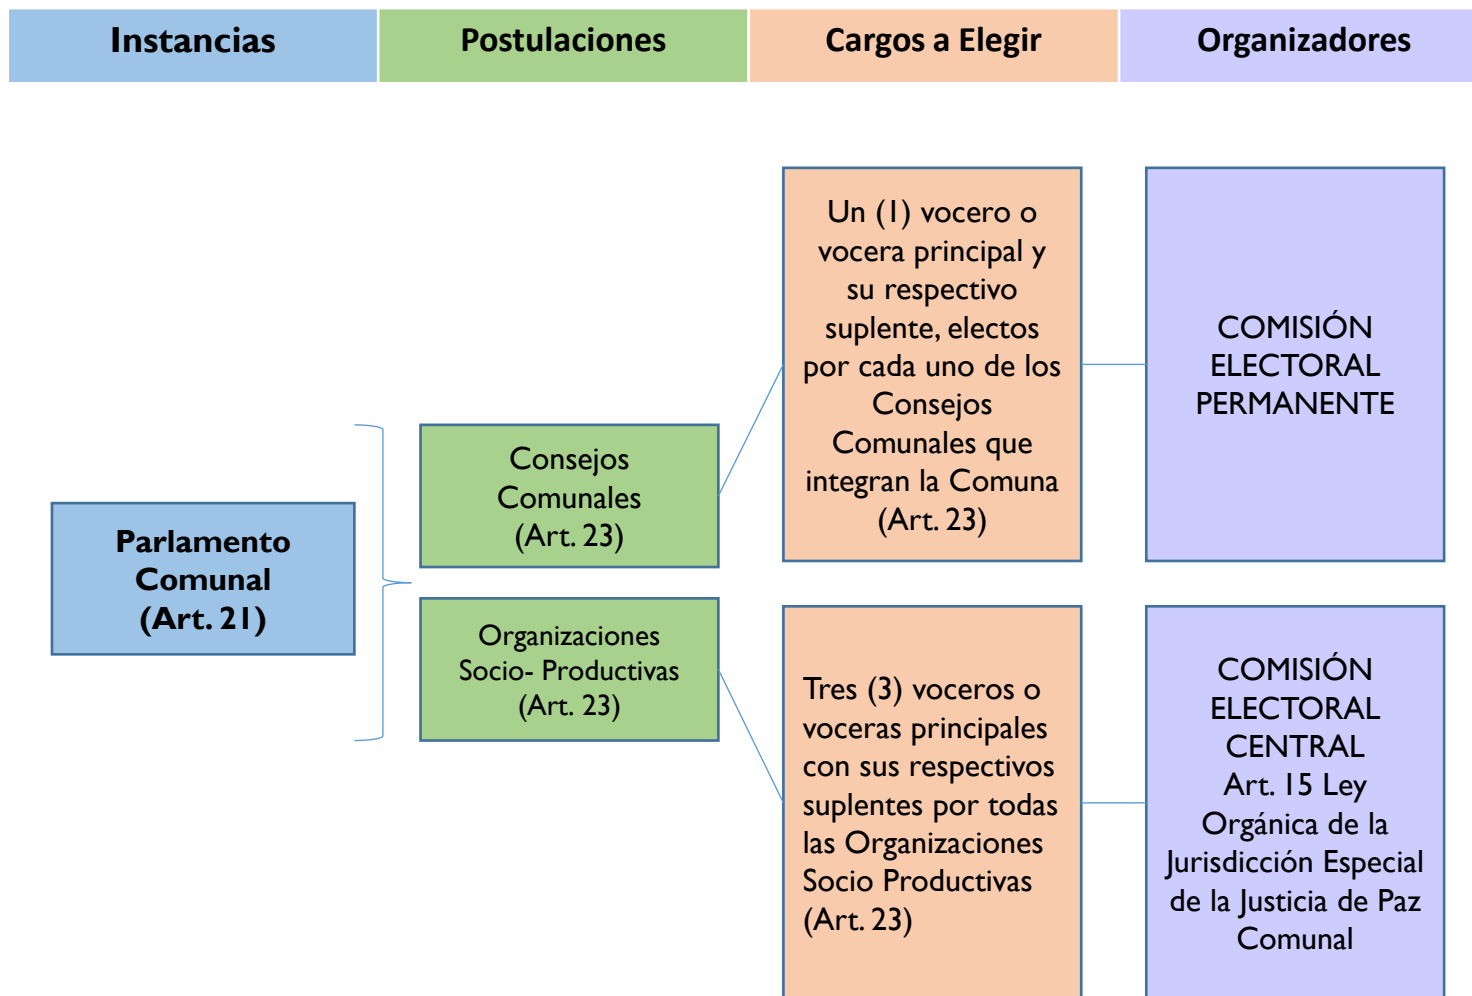 Instancias
Postulaciones
Cargos a Elegir
Organizadores
Parlamento
Comunal
(Art. 21)
Consejos
Comunales
(Art. 23)
Organizaciones
Socio- Productivas
(Art. 23)
Un (1) vocero o
vocera principal y
su respectivo
suplente, electos
por cada uno de los
Consejos
Comunales que
integran la Comuna
(Art. 23)
Tres (3) voceros o
voceras principales
con sus respectivos
suplentes por todas
las Organizaciones
Socio Productivas
(Art. 23)
COMISIÓN
ELECTORAL
PERMANENTE
COMISIÓN
ELECTORAL
CENTRAL
Art. 15 Ley
Orgánica de la
Jurisdicción Especial
de la Justicia de Paz
Comunal